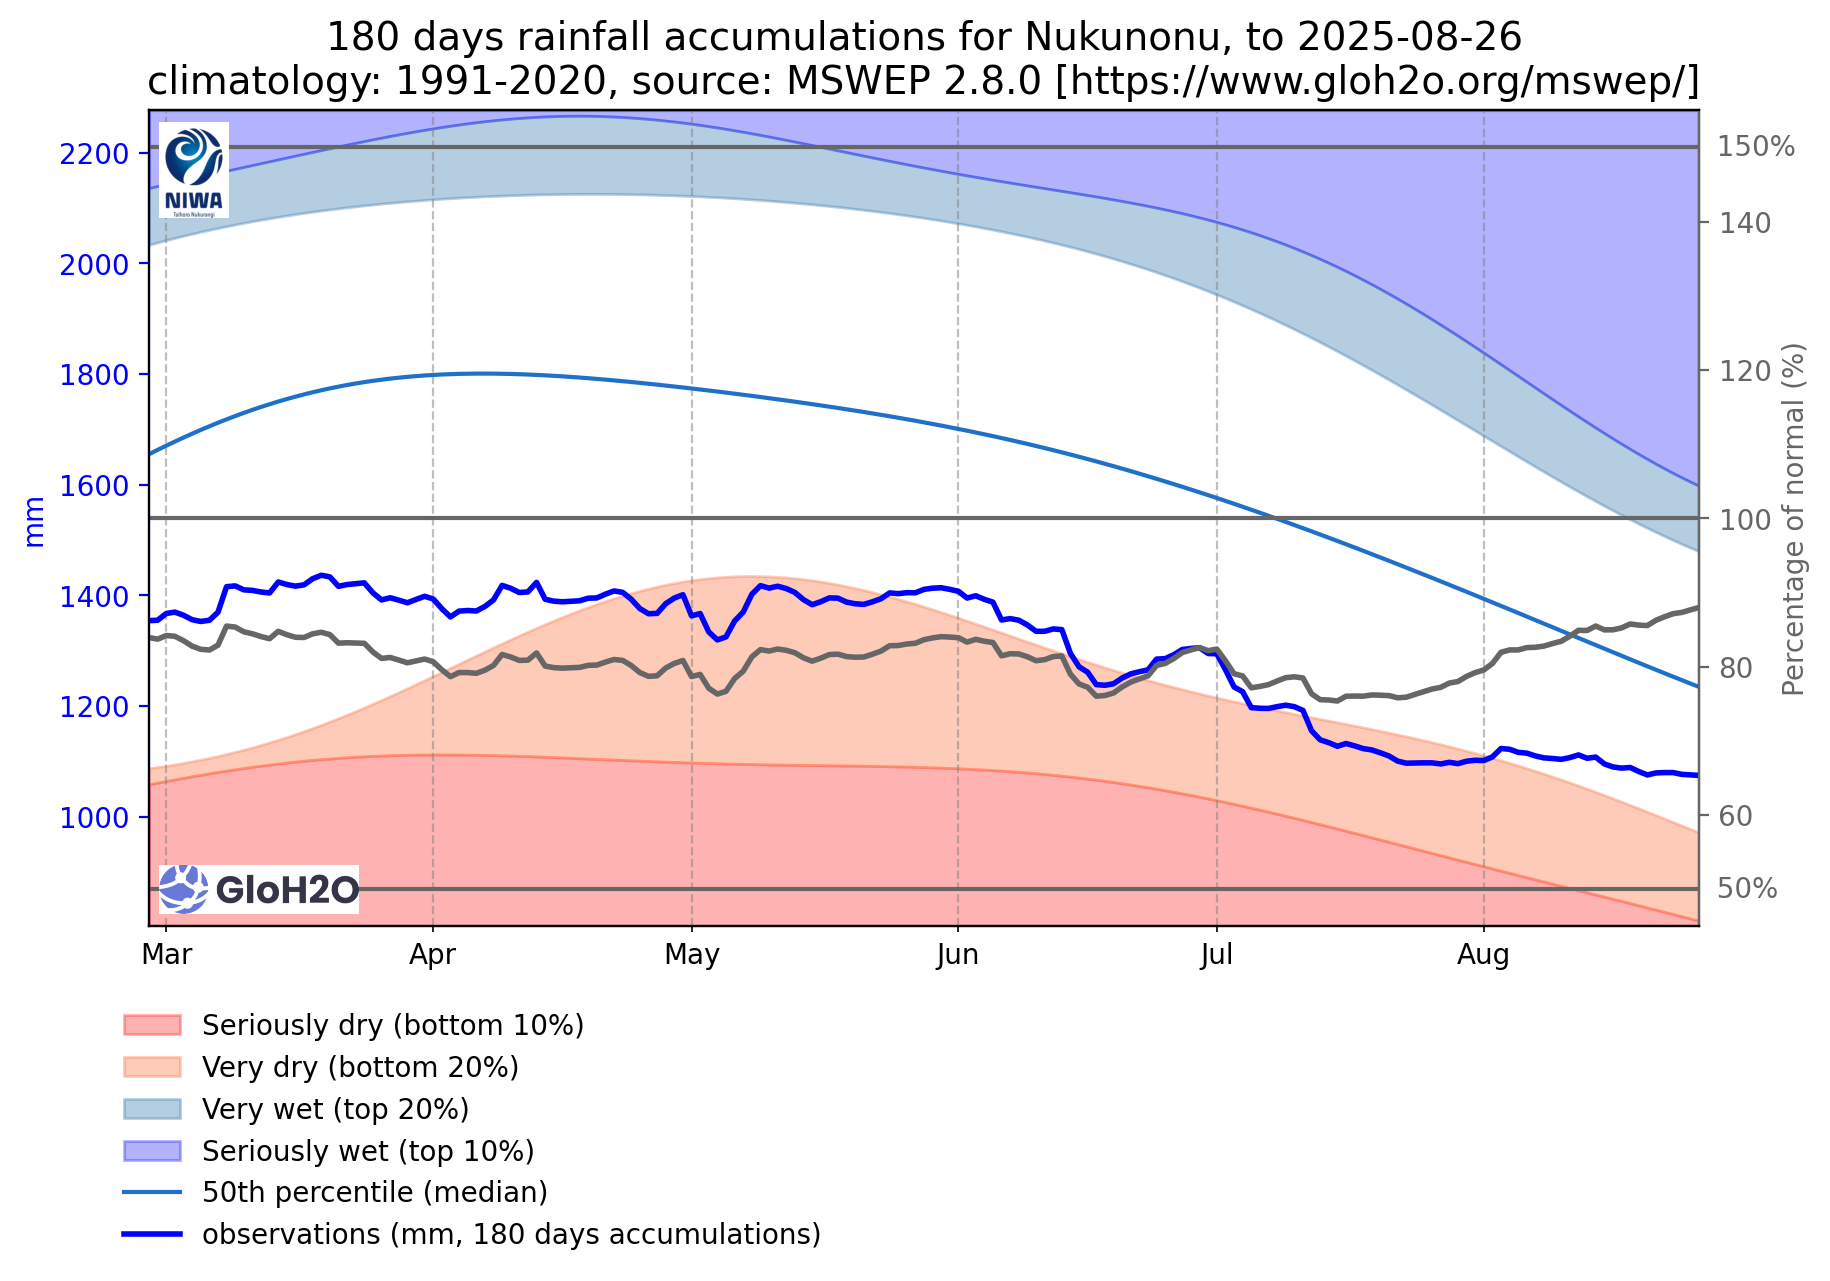 180 days rainfall accumulations for Nukunonu, to 2025-08-26
climatology: 1991-2020, source: MSWEP 2.8.0 [https://www.gloh2o.org/mswep/]
NIWA
Taihoro Nukurangi
2200
2000
1800
1600
1400
1200
1000
mm
150%
140
120
100
80
60
50%
Percentage of normal (%)
GloH2O
Mar Apr May Jun Jul Aug
Seriously dry (bottom 10%)
Very dry (bottom 20%)
Very wet (top 20%)
Seriously wet (top 10%)
50th percentile (median)
observations (mm, 180 days accumulations)